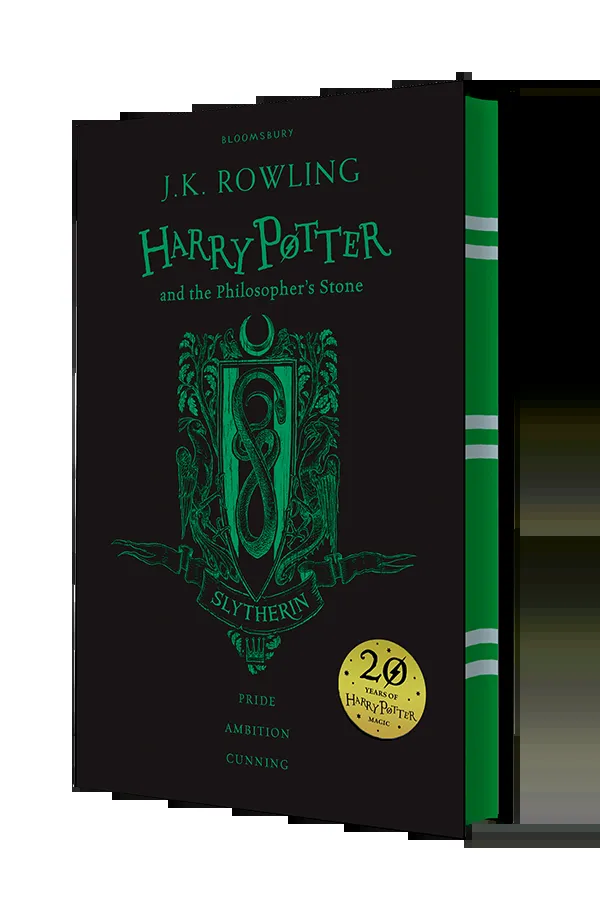 BLOOMSBURY
J.K. ROWLING
HARRY POTTER
and the Philosopher's Stone
SLYTHERIN
PRIDE
AMBITION
CUNNING
20
YEARS OF
HARRY POTTER
MAGIC